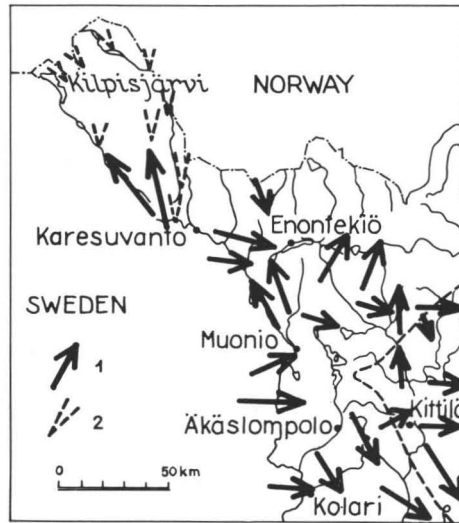 Kilpisjärvi
NORWAY
Karesuvanto
Enontekiö
SWEDEN
Muonio
1
2
Kittilä
Äkäslompolo
0 50 km
Kolari